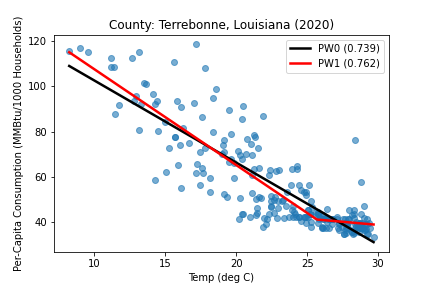 County: Terrebonne, Louisiana (2020)
PW0 (0.739)
PW1 (0.762)
Per-Capita Consumption (MMBtu/1000 Households)
120
100
80
60
40
10
15
20
25
30
Temp (deg C)